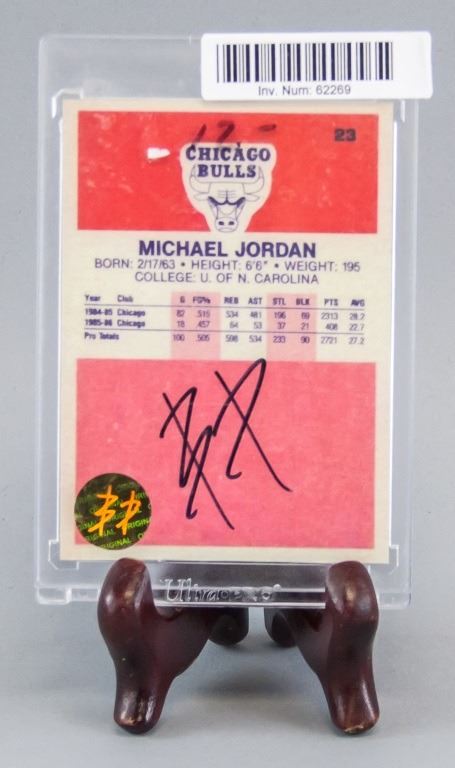 Inv. Num: 62269
23
CHICAGO
BULLS
MICHAEL JORDAN
BORN: 2/17/63 • HEIGHT: 6'6" • WEIGHT: 195
COLLEGE: U. OF N. CAROLINA
Year Club G FG% REB AST STL BLK PTS AVG
1984-85 Chicago 82 .515 534 481 196 69 2313 28.2
1985-86 Chicago 18 .457 64 53 37 21 408 22.7
Pro Totals 100 .505 598 534 233 90 2721 27.2
ORIGINAL
ORIGINAL
ORIGINAL